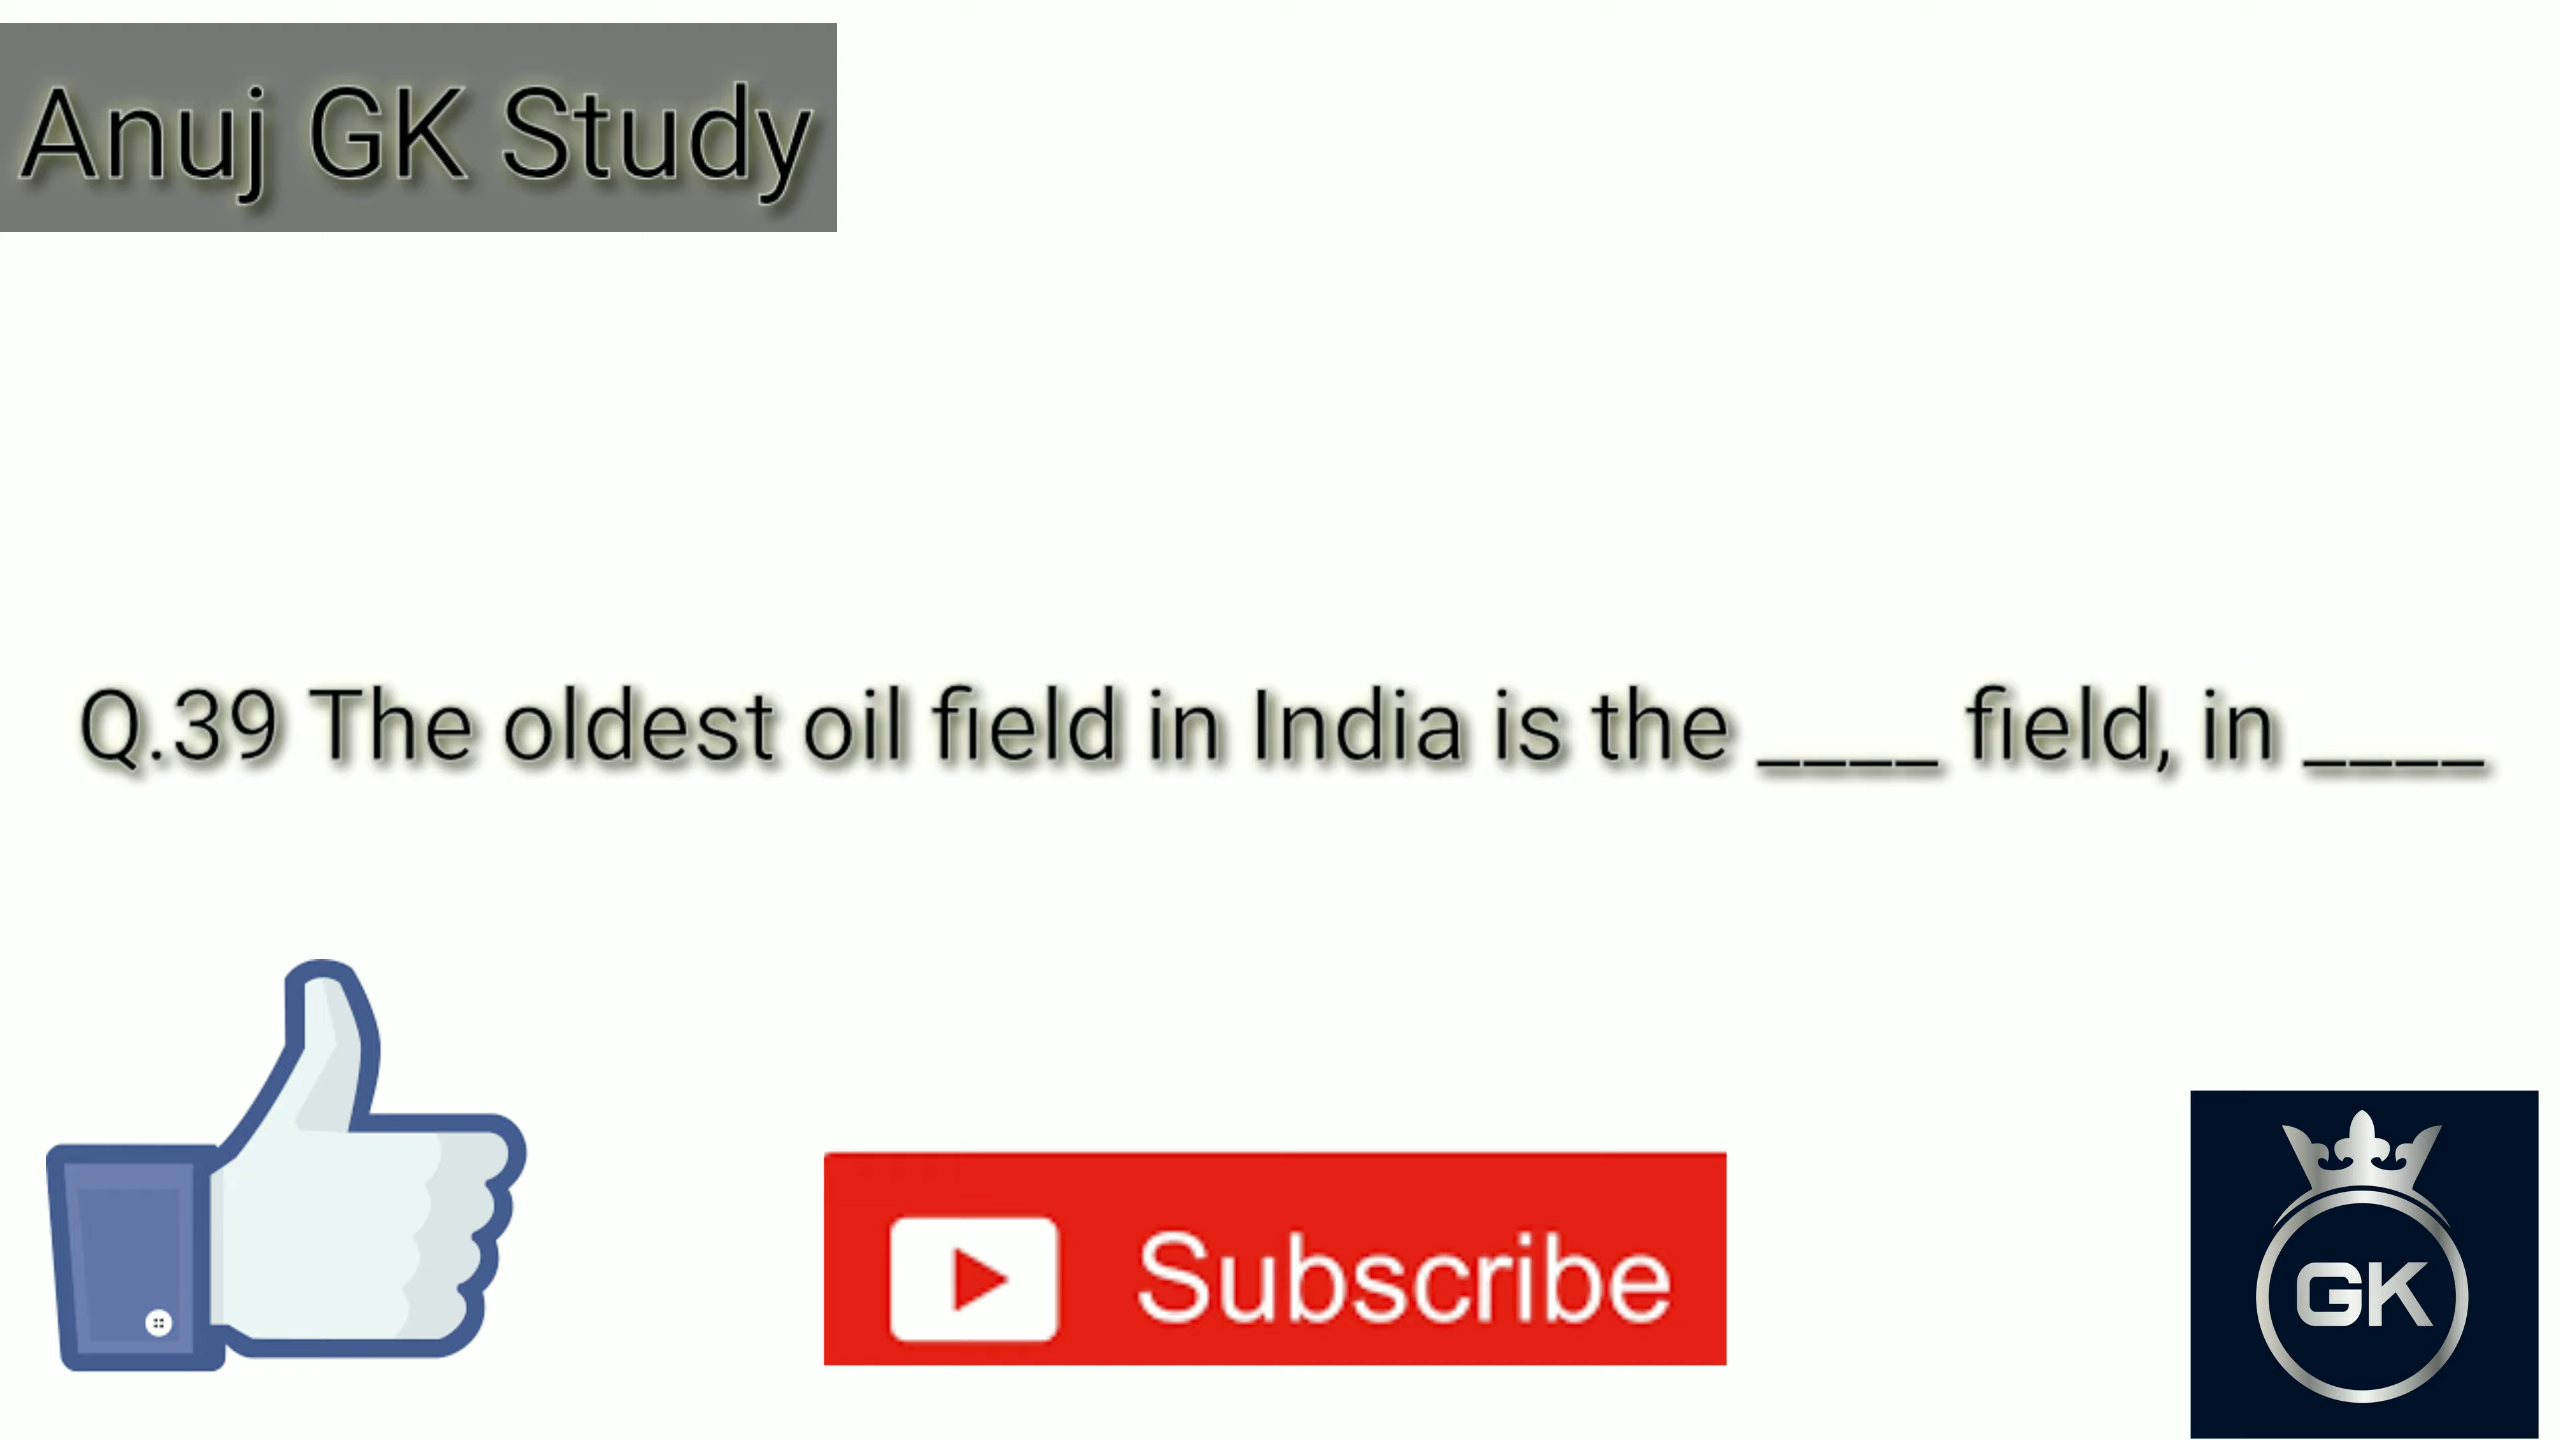 Anuj GK Study
Q.39 The oldest oil field in India is the ____ field, in ____
Subscribe
GK